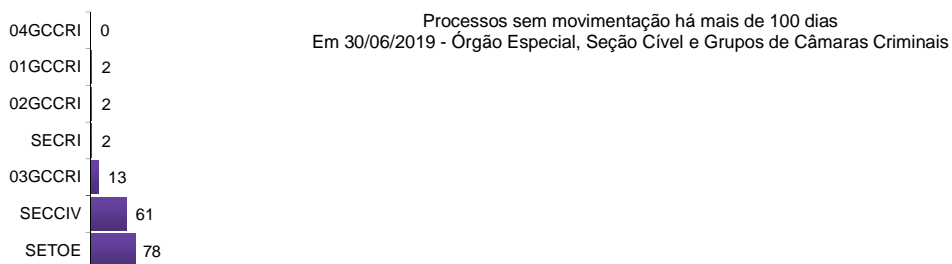 Processos sem movimentação há mais de 100 dias
Em 30/06/2019 - Órgão Especial, Seção Cível e Grupos de Câmaras Criminais
04GCCRI 0
01GCCRI 2
02GCCRI 2
SECRI 2
03GCCRI 13
SECCIV 61
SETOE 78